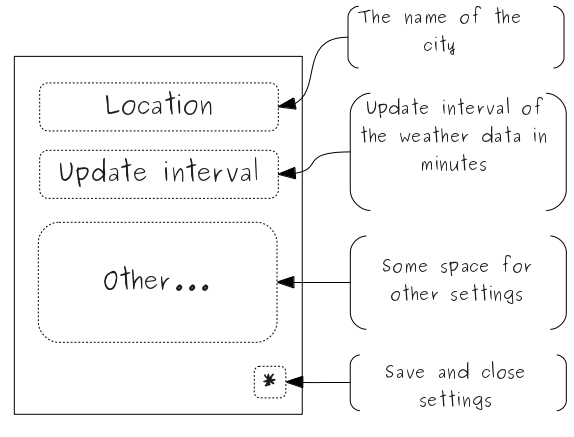 The name of the
city
Location
Update interval of
the weather data in
minutes
Update interval
Some space for
other settings
Other...
Save and close
settings
*